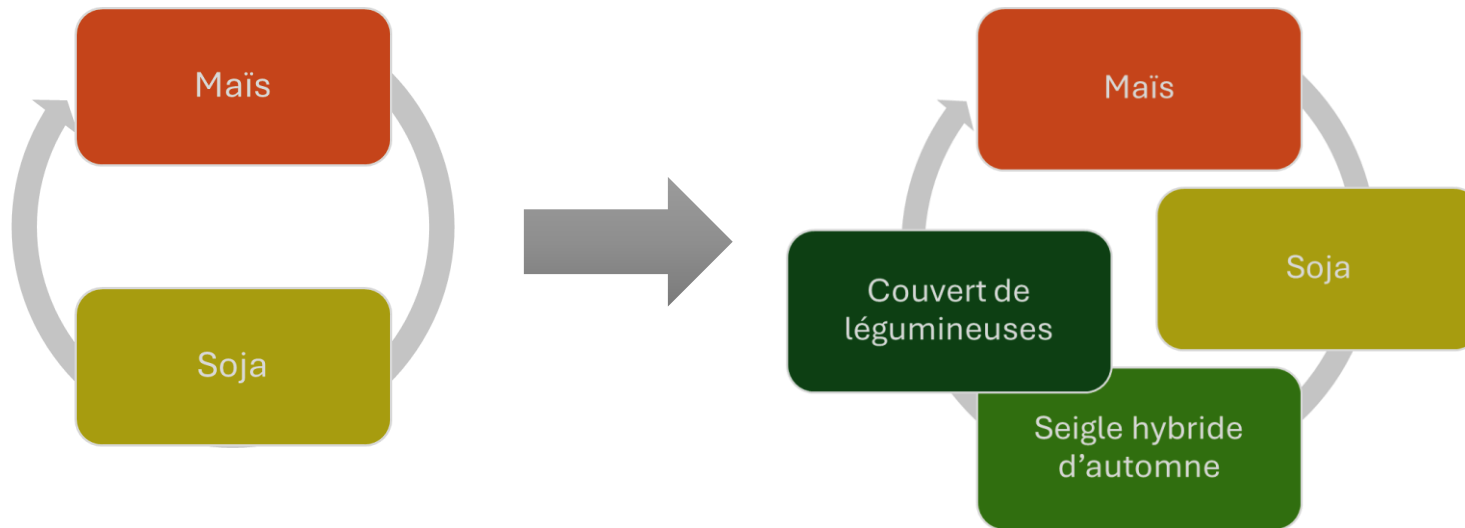 Maïs
Soja
Maïs
Soja
Couvert de
légumineuses
Seigle hybride
d’automne